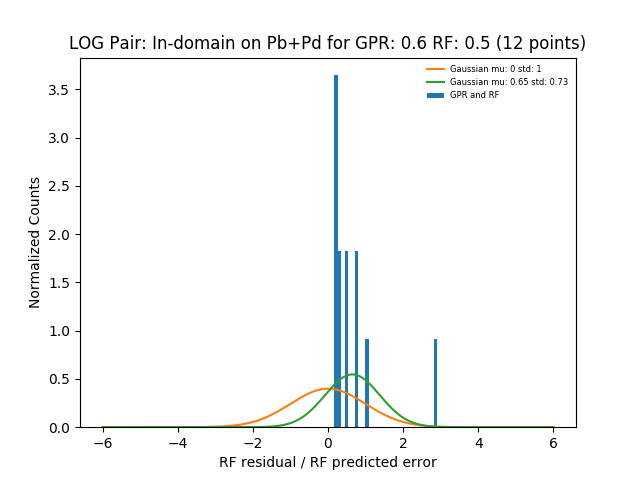 LOG Pair: In-domain on Pb+Pd for GPR: 0.6 RF: 0.5 (12 points)
Gaussian mu: 0 std: 1
Gaussian mu: 0.65 std: 0.73
GPR and RF
Normalized Counts
3.5
3.0
2.5
2.0
1.5
1.0
0.5
0.0
−6
−4
−2
0
2
4
6
RF residual / RF predicted error